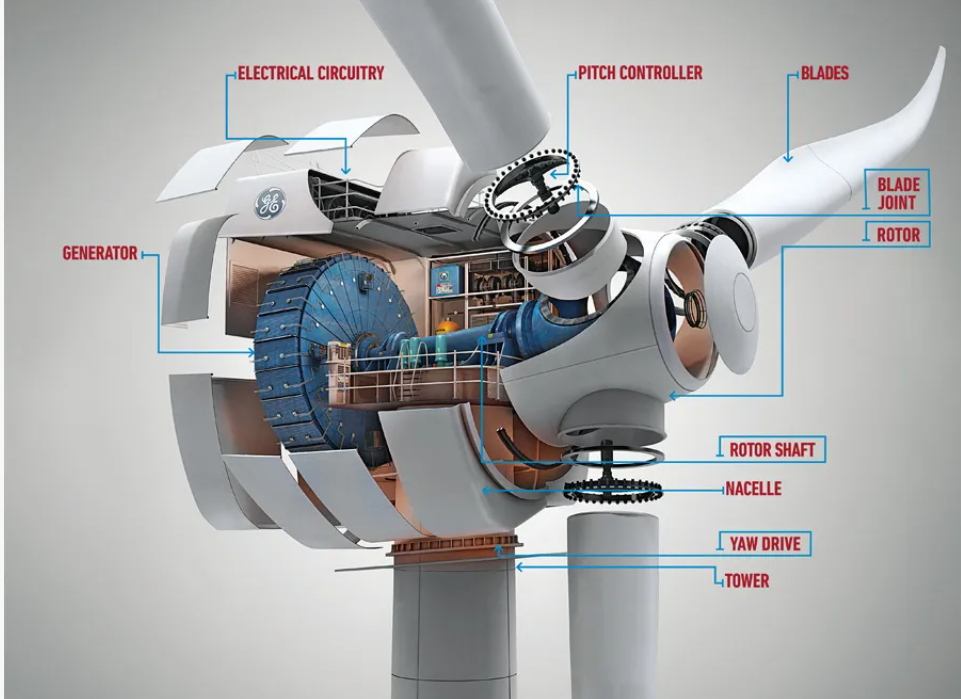 ELECTRICAL CIRCUITRY
PITCH CONTROLLER
BLADES
BLADE
JOINT
ROTOR
GENERATOR
GE
ROTOR SHAFT
NACELLE
YAW DRIVE
TOWER